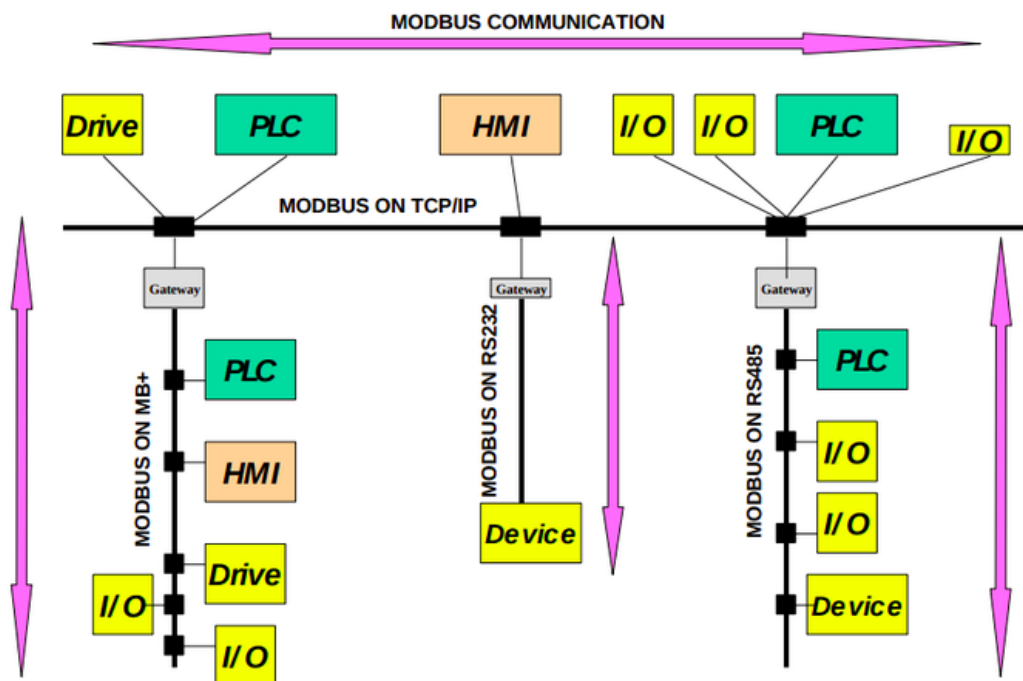 MODBUS COMMUNICATION
Drive
PLC
HMI
I/O
I/O
PLC
I/O
MODBUS ON TCP/IP
Gateway
Gateway
Gateway
MODBUS ON MB+
PLC
HMI
Drive
I/O
I/O
MODBUS ON RS232
Device
MODBUS ON RS485
PLC
I/O
I/O
Device